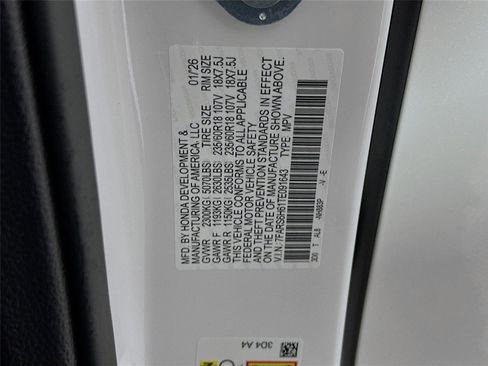 MFD. BY HONDA DEVELOPMENT &
MANUFACTURING OF AMERICA, LLC 01/'26
TIRE SIZE RIM SIZE
GVWR 2300KG( 5070LBS)
GAWR F 1193KG( 2630LBS) 235/60R18 107V 18X7.5J
GAWR R 1150KG( 2535LBS) 235/60R18 107V 18X7.5J
THIS VEHICLE CONFORMS TO ALL APPLICABLE
FEDERAL MOTOR VEHICLE SAFETY
AND THEFT PREVENTION STANDARDS IN EFFECT
ON THE DATE OF MANUFACTURE SHOWN ABOVE.
V.I.N.: 7FARS6H61TE091643 TYPE: MPV
3D0 T ALB
3D4 A4